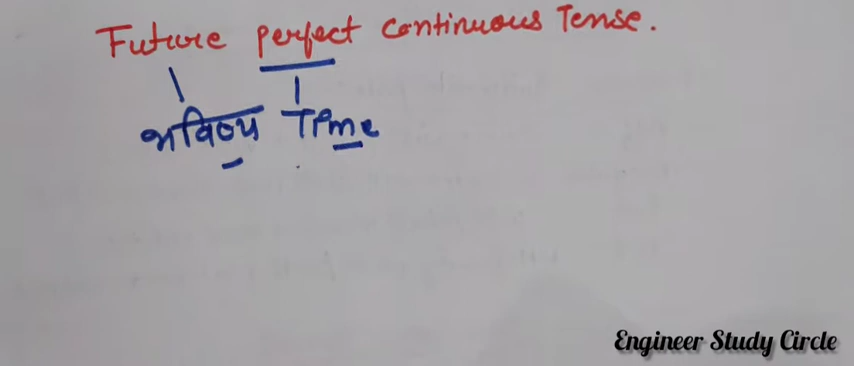 Future perfect continuous Tense.
भविष्य Time
Engineer Study Circle